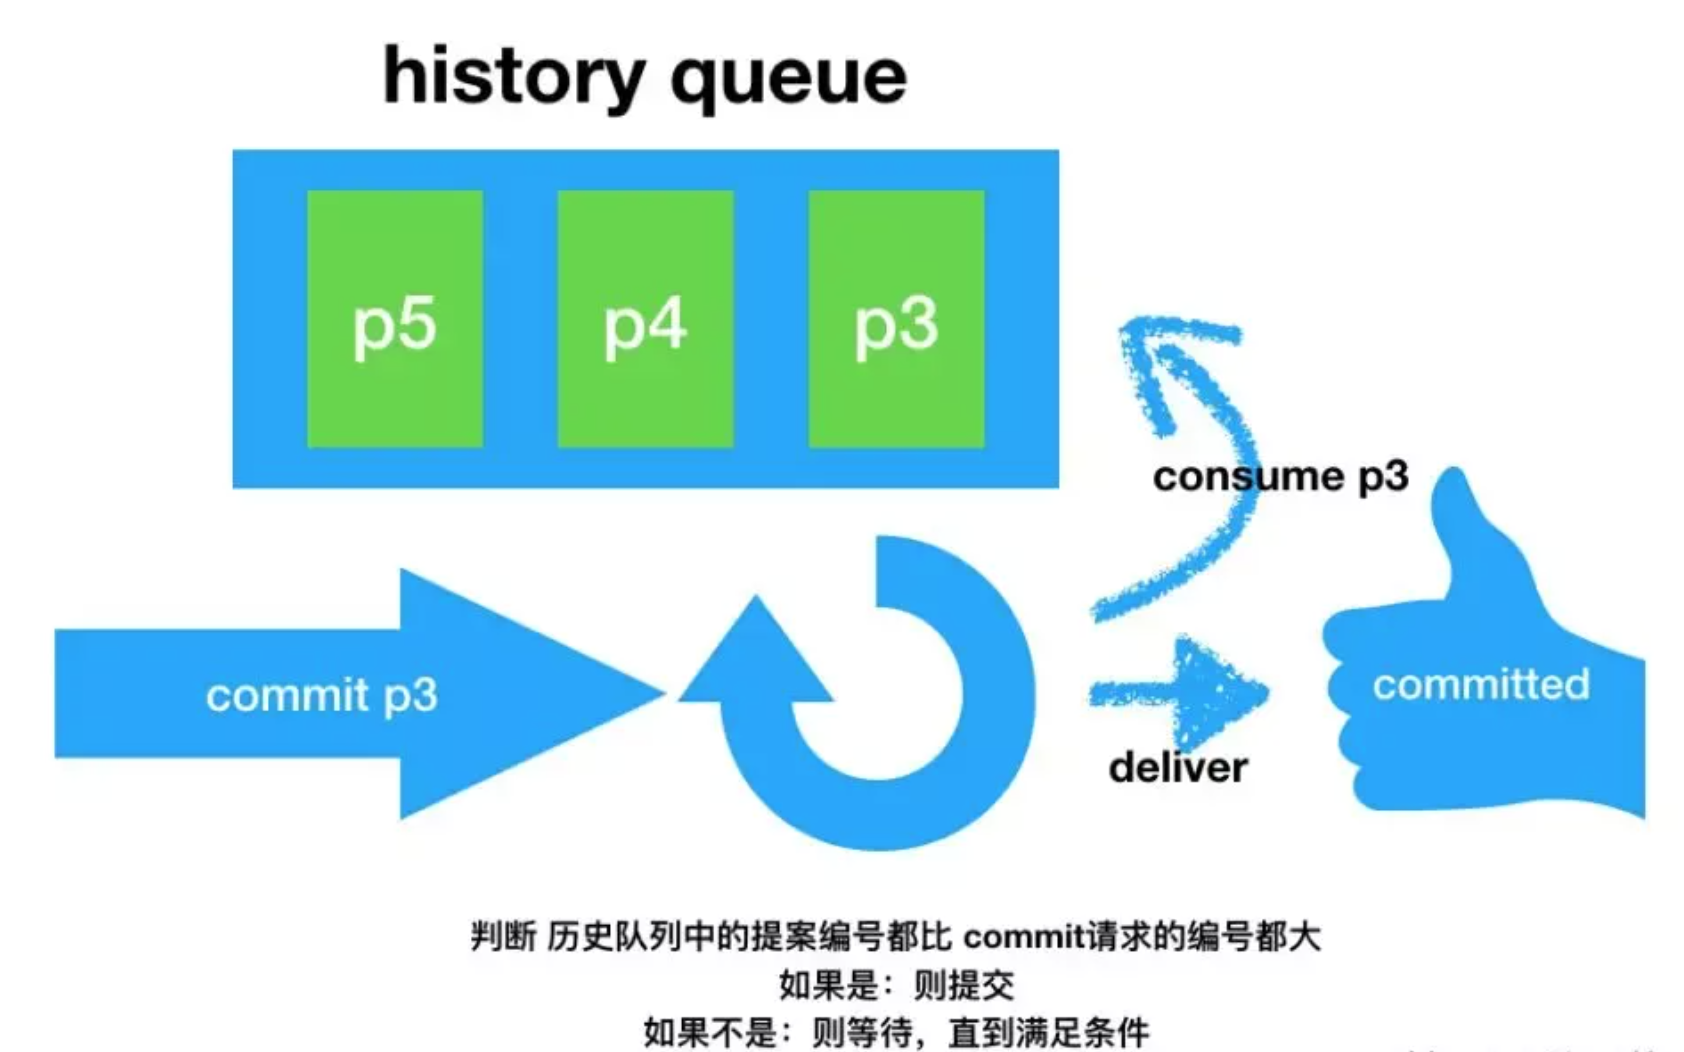 history queue
p5 p4 p3
consume p3
commit p3
committed
deliver
判断 历史队列中的提案编号都比 commit请求的编号都大
如果是：则提交
如果不是：则等待，直到满足条件